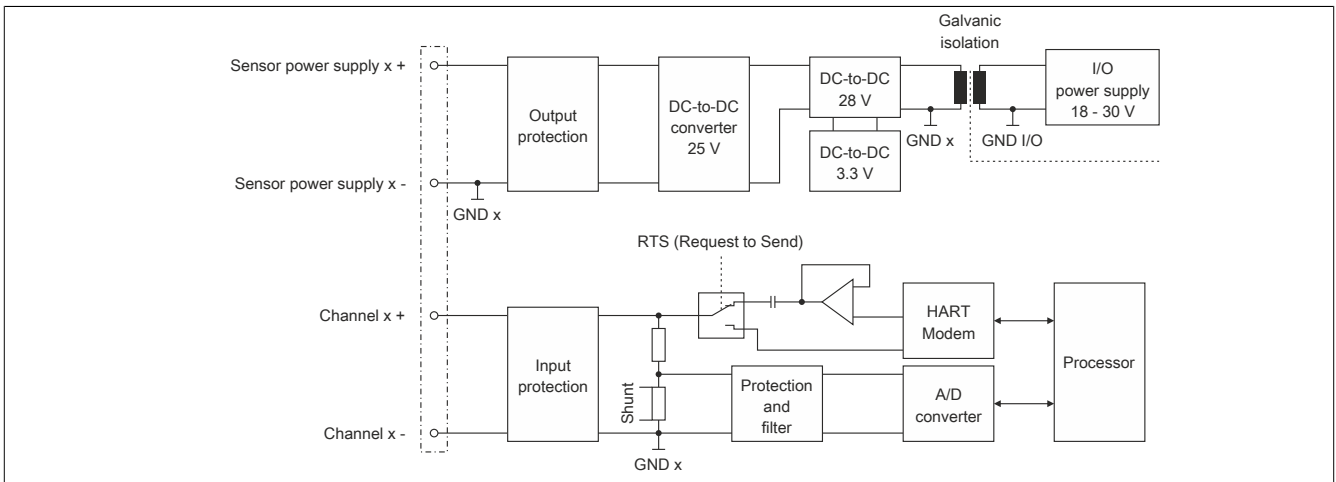 Galvanic
isolation
Sensor power supply x +
Output
protection
DC-to-DC
converter
25 V
DC-to-DC
28 V
DC-to-DC
3.3 V
GND x
GND I/O
I/O
power supply
18 - 30 V
Sensor power supply x -
GND x
RTS (Request to Send)
Channel x +
Input
protection
Shunt
HART
Modem
Processor
Protection
and
filter
A/D
converter
Channel x -
GND x